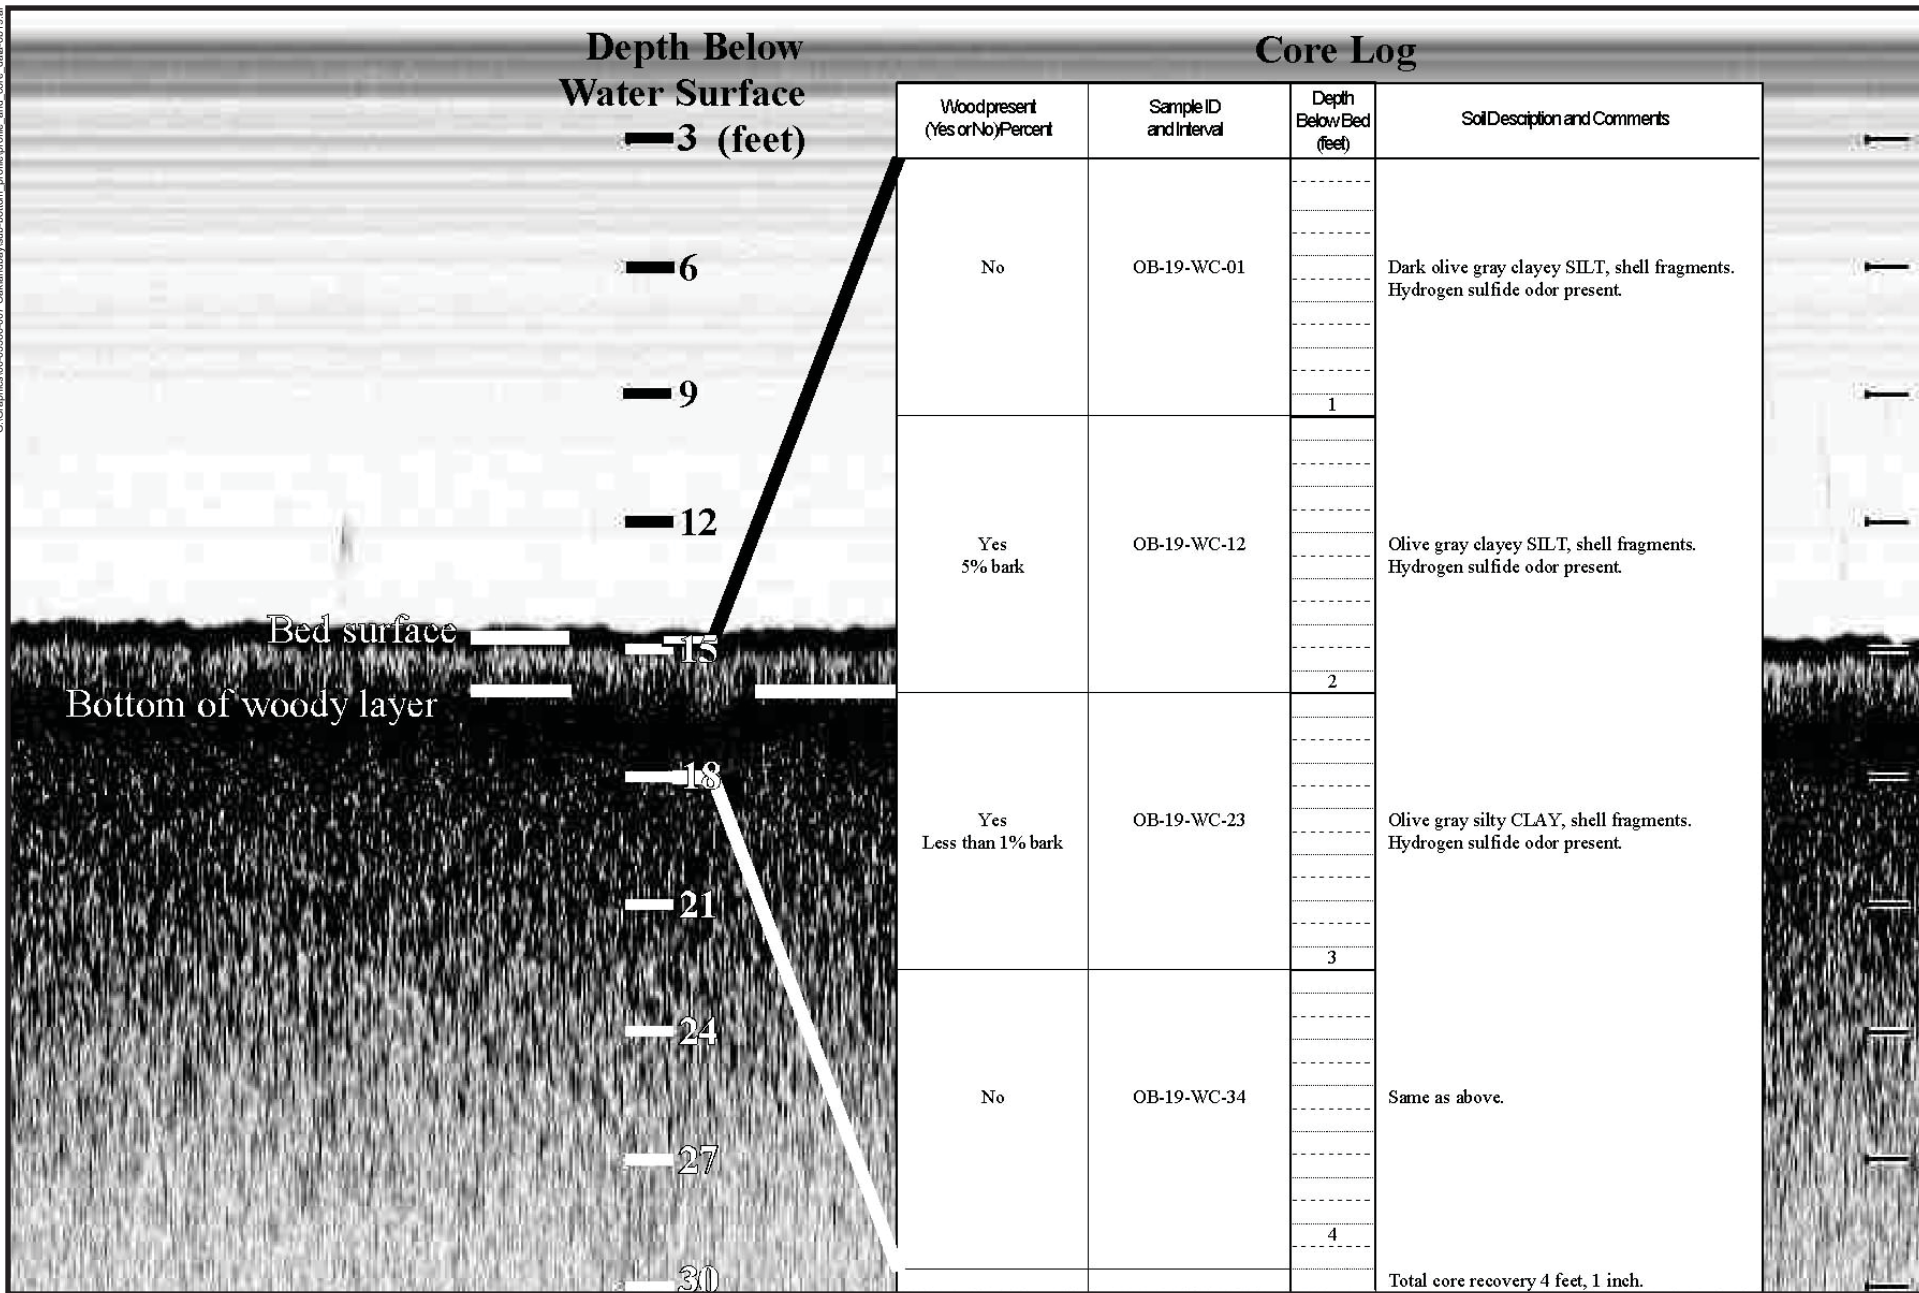 Depth Below
Water Surface
3 (feet)
6
9
12
15
18
21
24
27
30
Bed surface
Bottom of woody layer
Core Log
Wood present
(Yes or No)/Percent
Sample ID
and Interval
Depth
Below Bed
(feet)
Soil Description and Comments
No
OB-19-WC-01
1
Dark olive gray clayey SILT, shell fragments.
Hydrogen sulfide odor present.
Yes
5% bark
OB-19-WC-12
2
Olive gray clayey SILT, shell fragments.
Hydrogen sulfide odor present.
Yes
Less than 1% bark
OB-19-WC-23
3
Olive gray silty CLAY, shell fragments.
Hydrogen sulfide odor present.
No
OB-19-WC-34
4
Same as above.
Total core recovery 4 feet, 1 inch.